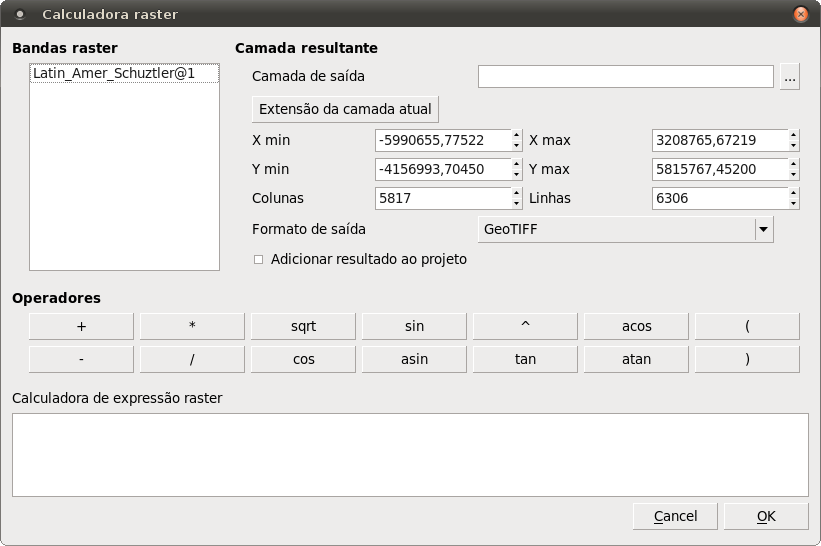 Calculadora raster
Bandas raster
Latin_Amer_Schuztler@1
Camada resultante
Camada de saída
...
Extensão da camada atual
X min -5990655,77522 X max 3208765,67219
Y min -4156993,70450 Y max 5815767,45200
Colunas 5817 Linhas 6306
Formato de saída GeoTIFF
Adicionar resultado ao projeto
Operadores
+ * sqrt sin ^ acos (
- / cos asin tan atan )
Calculadora de expressão raster
Cancel OK